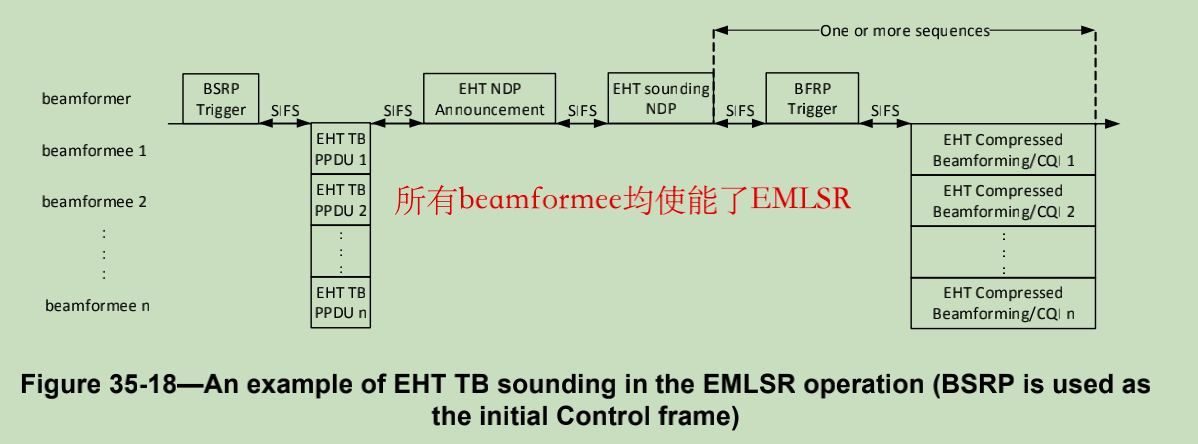 One or more sequences
beamformer
BSRP
Trigger
SIFS
SIFS
EHT NDP
Announcement
SIFS
EHT sounding
NDP
SIFS
BFRP
Trigger
SIFS
beamformee 1
EHT TB
PPDU 1
EHT Compressed
Beamforming/CQI 1
beamformee 2
EHT TB
PPDU 2
所有beamformee均使能了EMLSR
EHT Compressed
Beamforming/CQI 2
beamformee n
EHT TB
PPDU n
EHT Compressed
Beamforming/CQI n
Figure 35-18—An example of EHT TB sounding in the EMLSR operation (BSRP is used as
the initial Control frame)